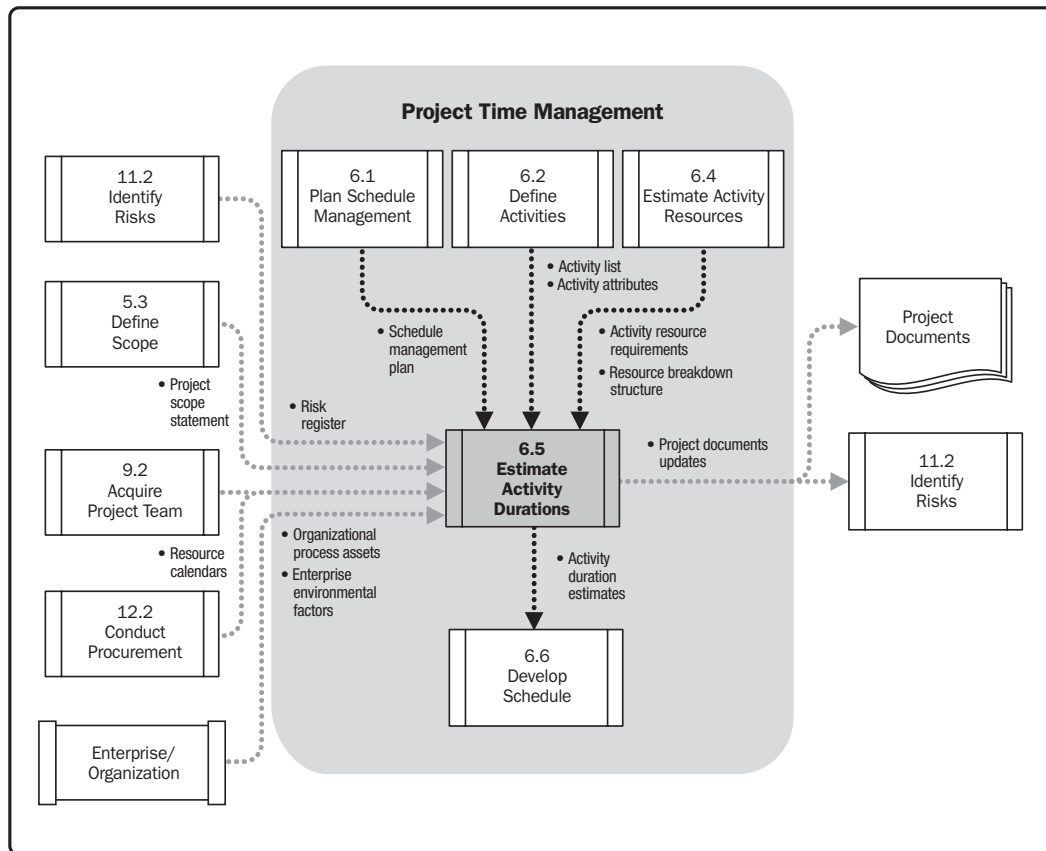 Project Time Management
11.2
Identify
Risks
6.1
Plan Schedule
Management
6.2
Define
Activities
6.4
Estimate Activity
Resources
• Activity list
• Activity attributes
5.3
Define
Scope
• Schedule
management
plan
• Activity resource
requirements
• Resource breakdown
structure
Project
Documents
• Project
scope
statement
• Risk
register
9.2
Acquire
Project Team
6.5
Estimate
Activity
Durations
• Project documents
updates
11.2
Identify
Risks
• Resource
calendars
• Organizational
process assets
• Enterprise
environmental
factors
• Activity
duration
estimates
12.2
Conduct
Procurement
6.6
Develop
Schedule
Enterprise/
Organization